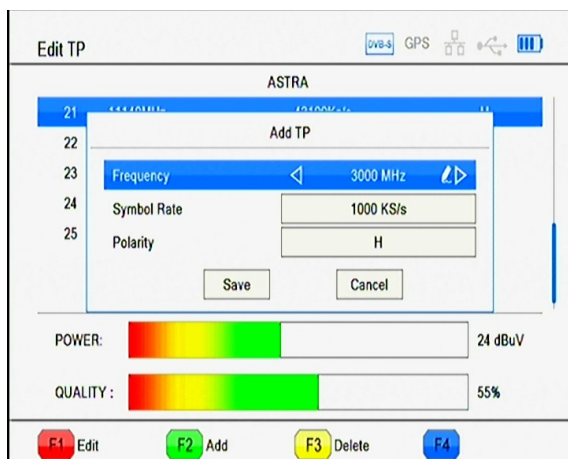 Edit TP
DVB-S GPS
ASTRA
21
Add TP
22
23 Frequency 3000 MHz
24 Symbol Rate 1000 KS/s
25 Polarity H
Save Cancel
POWER: 24 dBuV
QUALITY : 55%
F1 Edit F2 Add F3 Delete F4